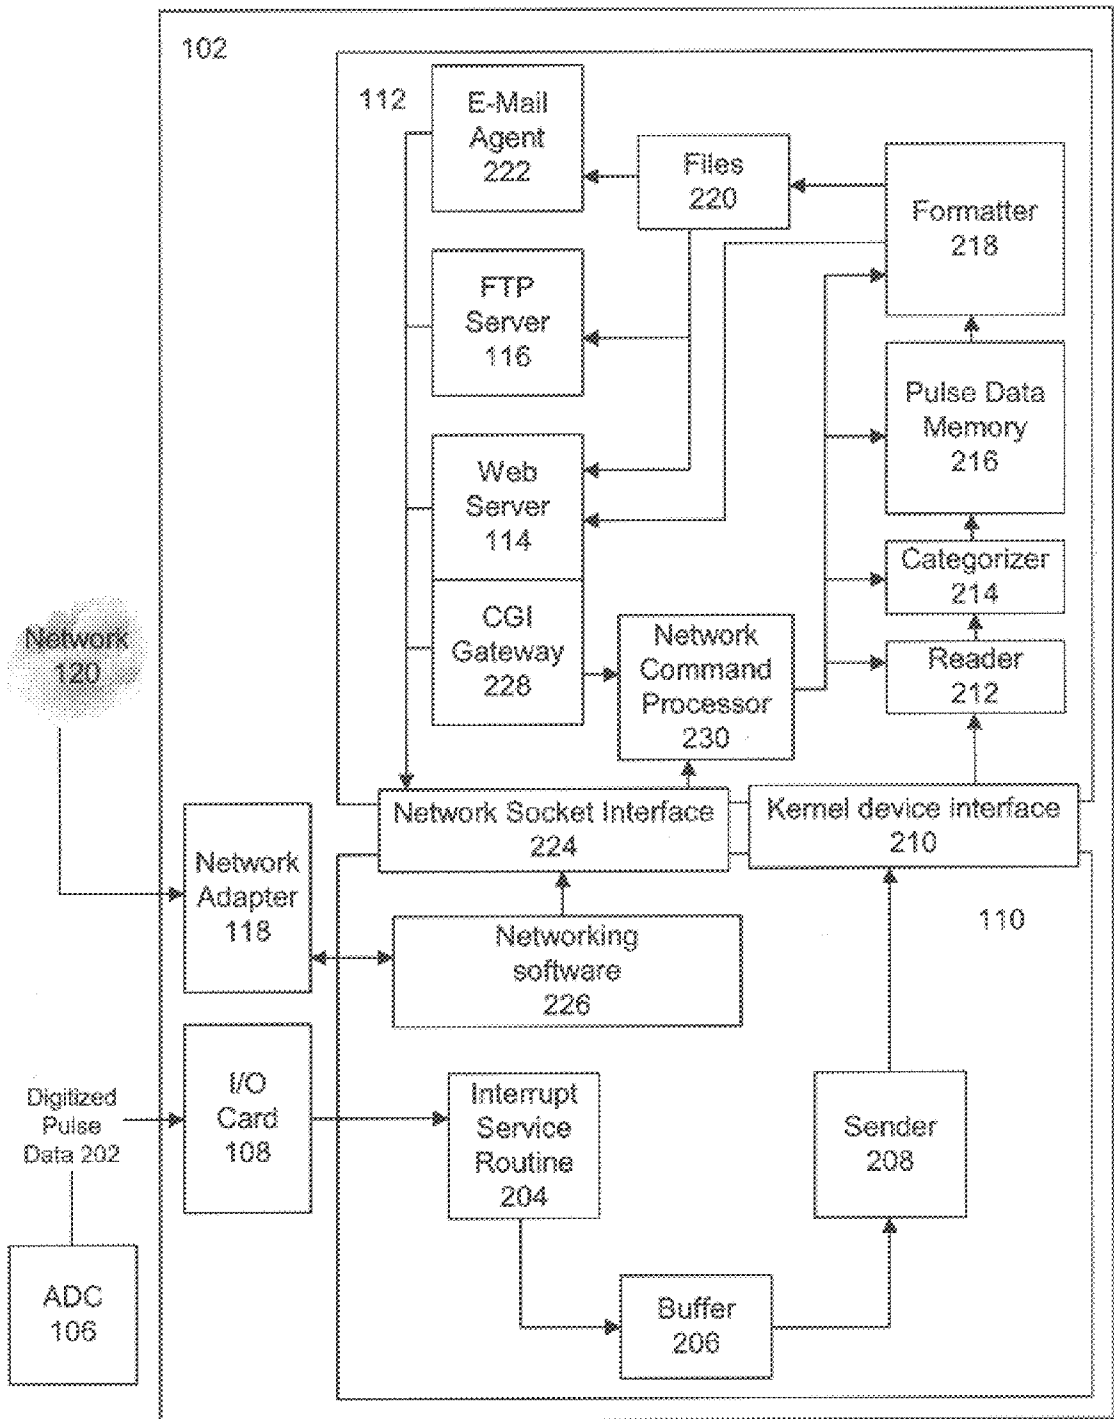 102
112
E-Mail
Agent
222
Files
220
Formatter
218
FTP
Server
116
Pulse Data
Memory
216
Web
Server
114
Categorizer
214
CGI
Gateway
228
Network
Command
Processor
230
Reader
212
Network
120
Network Socket Interface
224
Kernel device interface
210
Network
Adapter
118
110
Networking
software
226
I/O
Card
108
Digitized
Pulse
Data 202
Interrupt
Service
Routine
204
Sender
208
ADC
106
Buffer
206